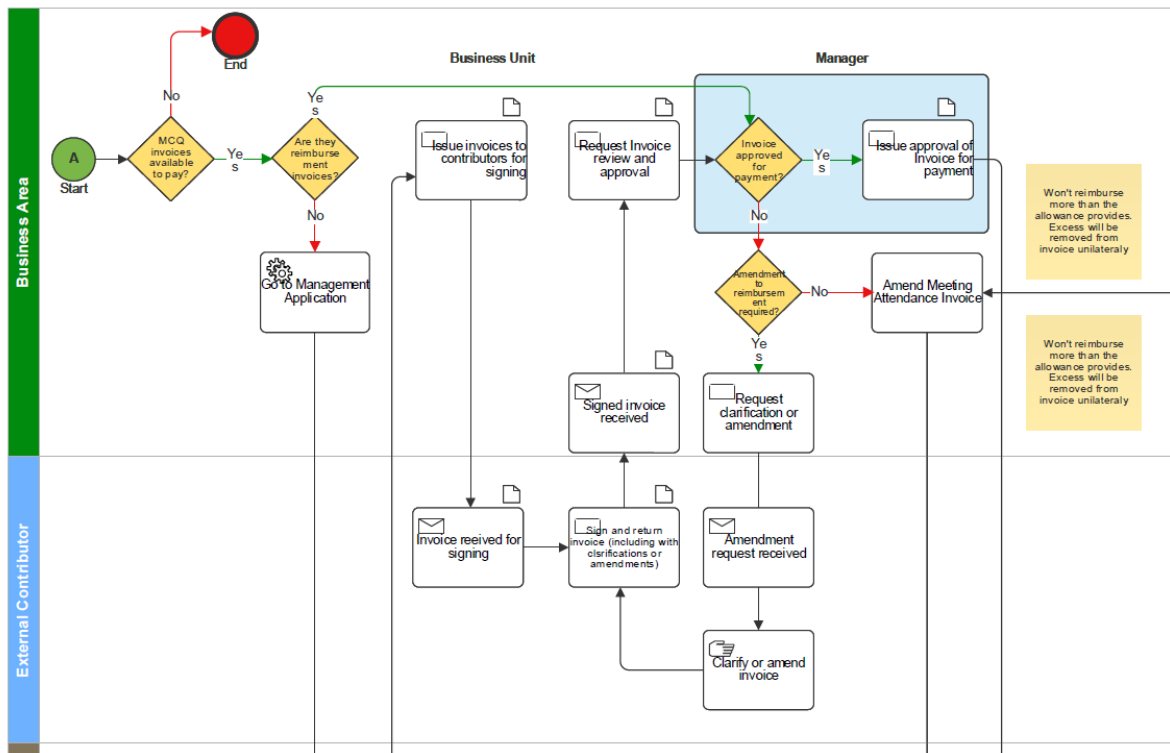 Business Area
External Contributor
End
Business Unit
Manager
No
A
Start
MCQ
invoices
available
to pay?
Ye
s
Are they
reimburse
ment
invoices?
Ye
s
No
Go to Management
Application
Issue invoices to
contributors for
signing
Request Invoice
review and
approval
Invoice
approved
for
payment?
Ye
s
Issue approval of
Invoice for
payment
No
Amendment
to
reimbursem
ent
required?
No
Amend Meeting
Attendance Invoice
Won't reimburse
more than the
allowance provides.
Excess will be
removed from
invoice unilateraly
Won't reimburse
more than the
allowance provides.
Excess will be
removed from
invoice unilateraly
Ye
s
Signed invoice
received
Request
clarification or
amendment
Invoice reeived for
signing
Sign and return
invoice (including with
clsrifications or
amendments)
Amendment
request received
Clarify or amend
invoice